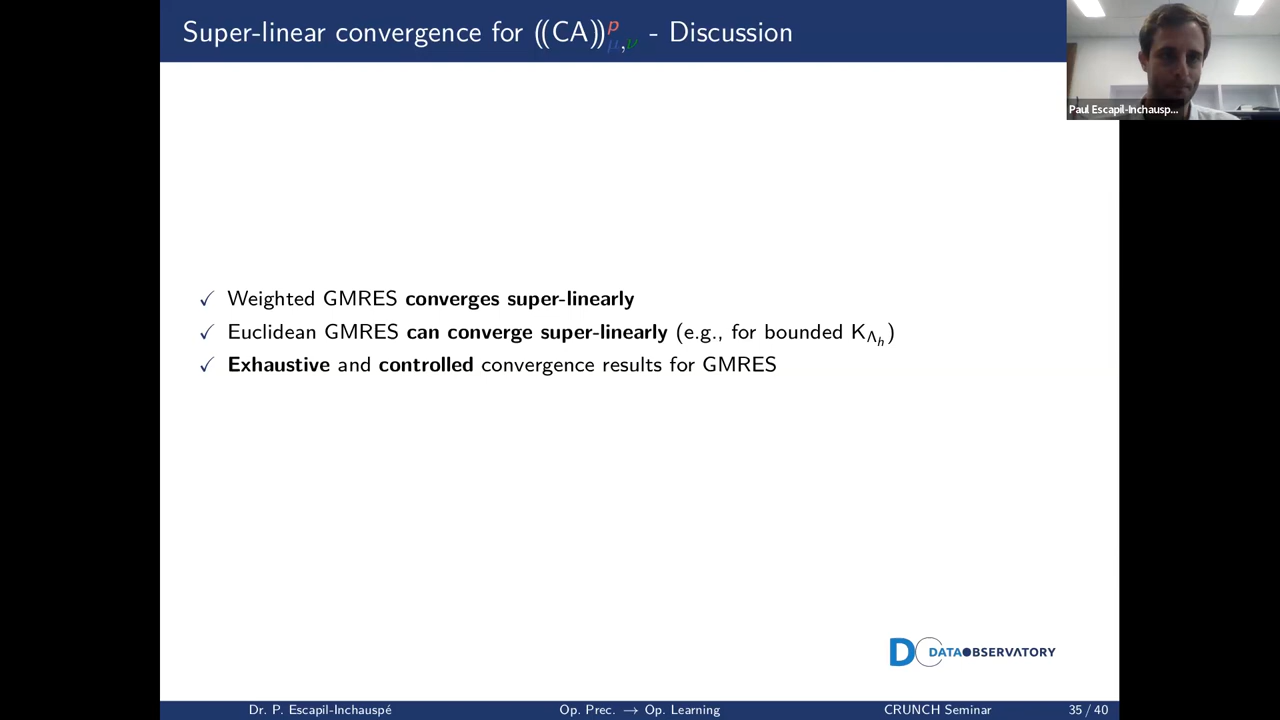 Super-linear convergence for ((CA))^p_{μ,ν} - Discussion
Paul Escapil-Inchausp...
✓ Weighted GMRES converges super-linearly
✓ Euclidean GMRES can converge super-linearly (e.g., for bounded K_{Λ_h})
✓ Exhaustive and controlled convergence results for GMRES
DO DATAOBSERVATORY
Dr. P. Escapil-Inchauspé Op. Prec. → Op. Learning CRUNCH Seminar 35 / 40